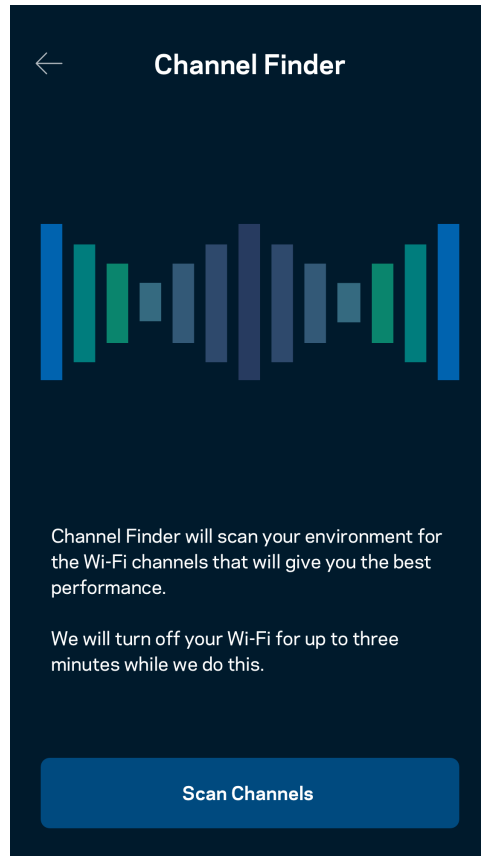 Channel Finder
Channel Finder will scan your environment for
the Wi-Fi channels that will give you the best
performance.
We will turn off your Wi-Fi for up to three
minutes while we do this.
Scan Channels